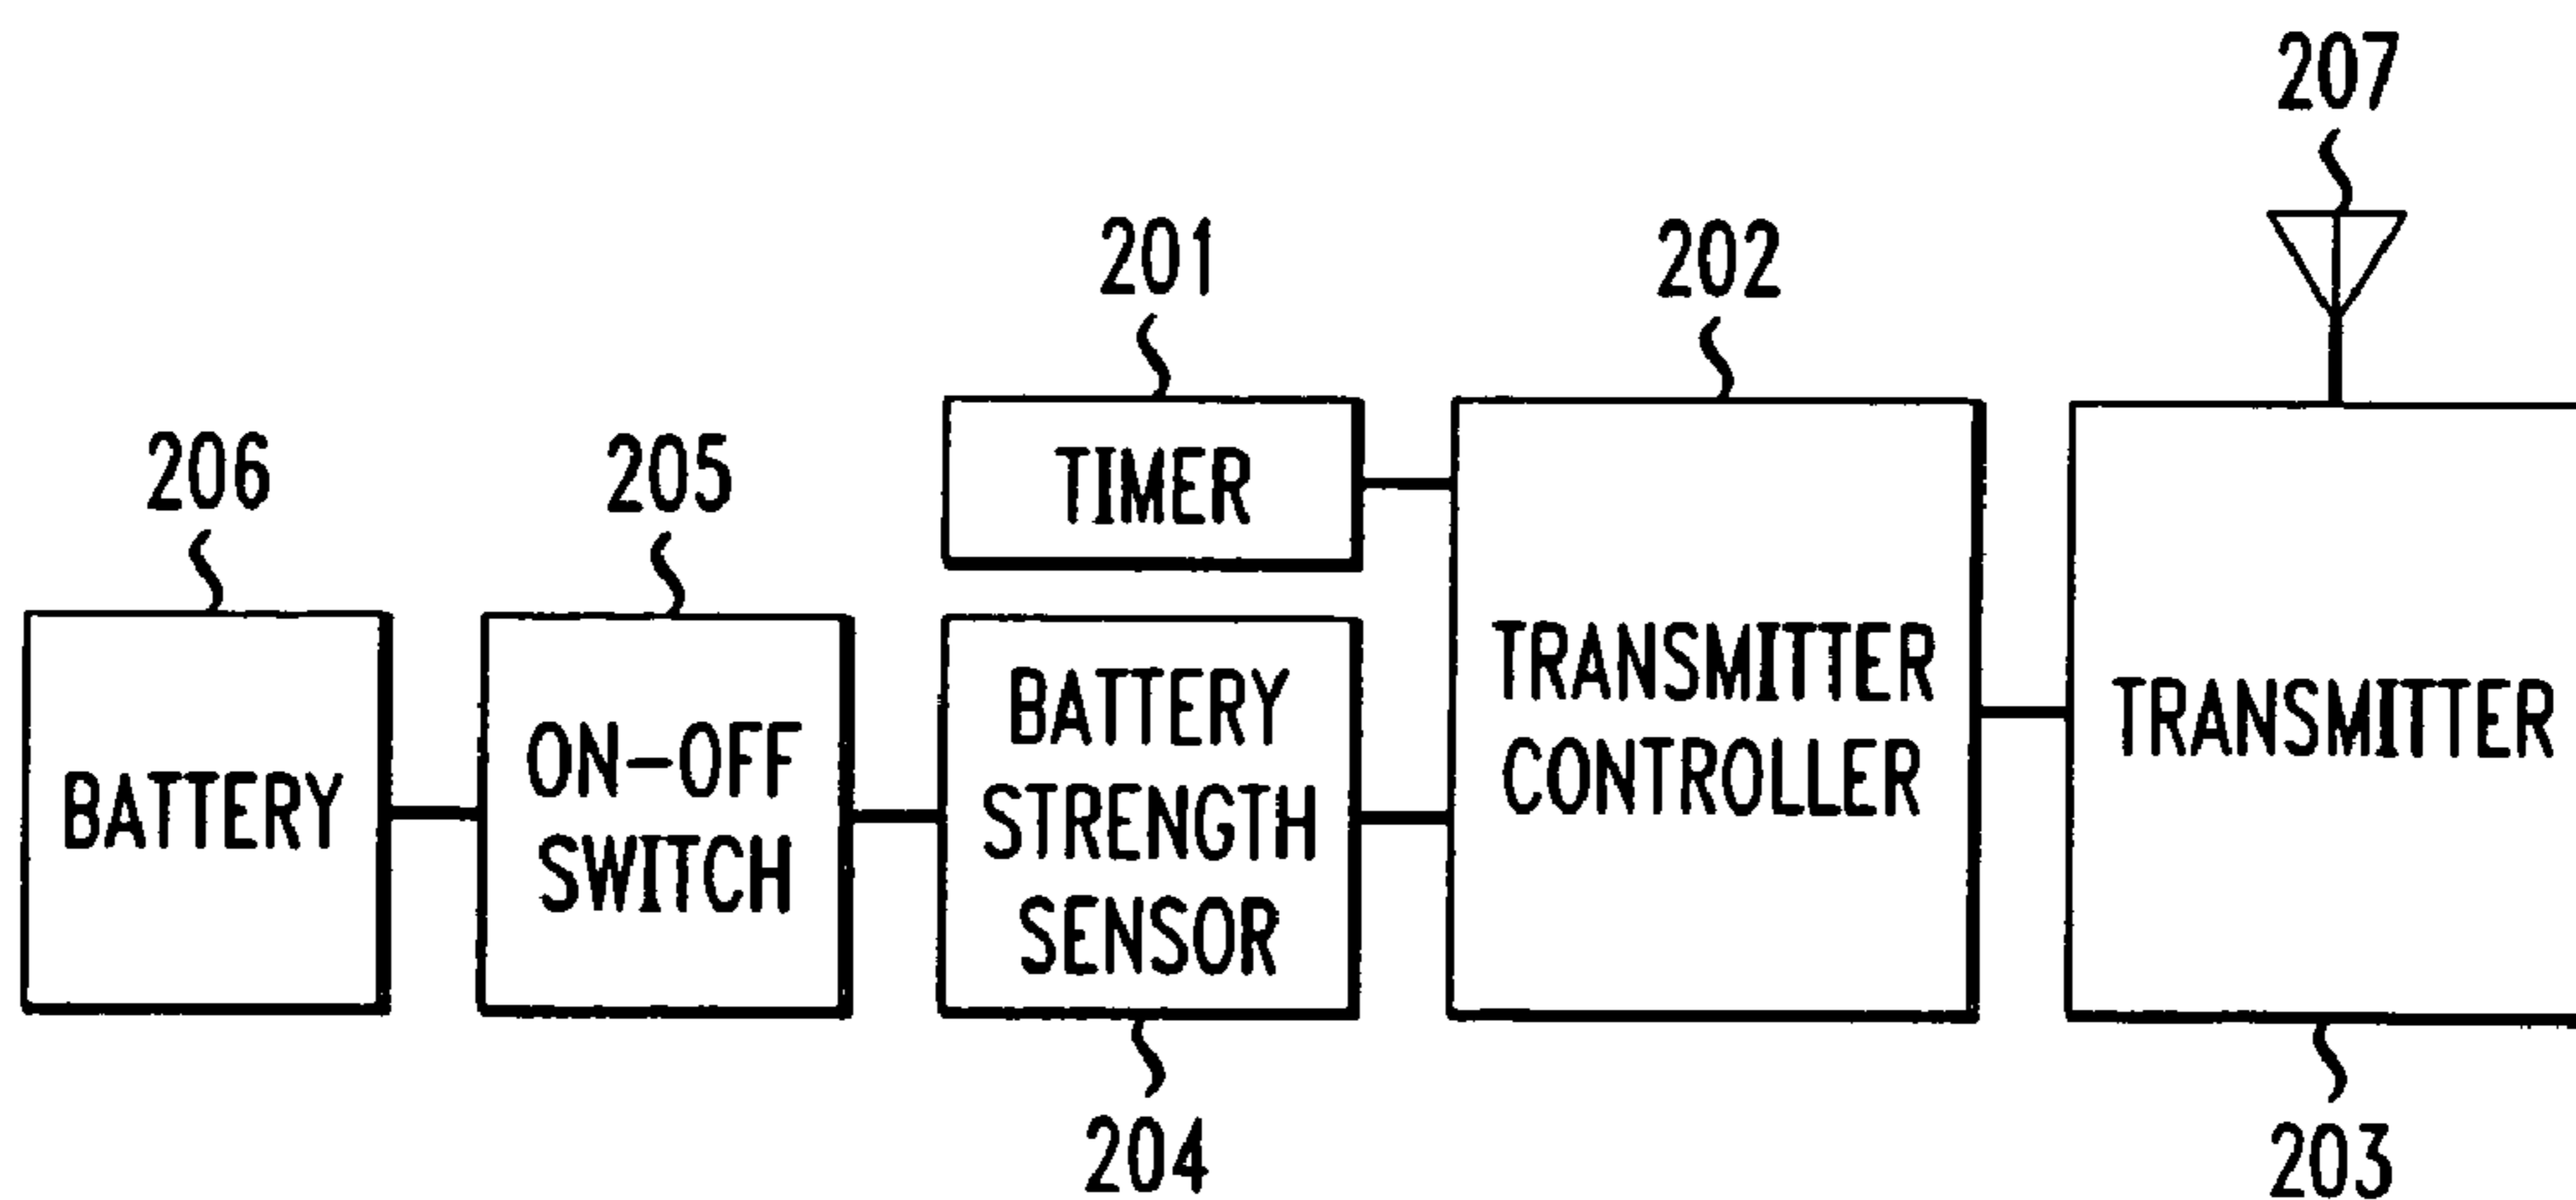 207
201
202
206
205
TIMER
BATTERY
ON-OFF
SWITCH
BATTERY
STRENGTH
SENSOR
TRANSMITTER
CONTROLLER
TRANSMITTER
204
203